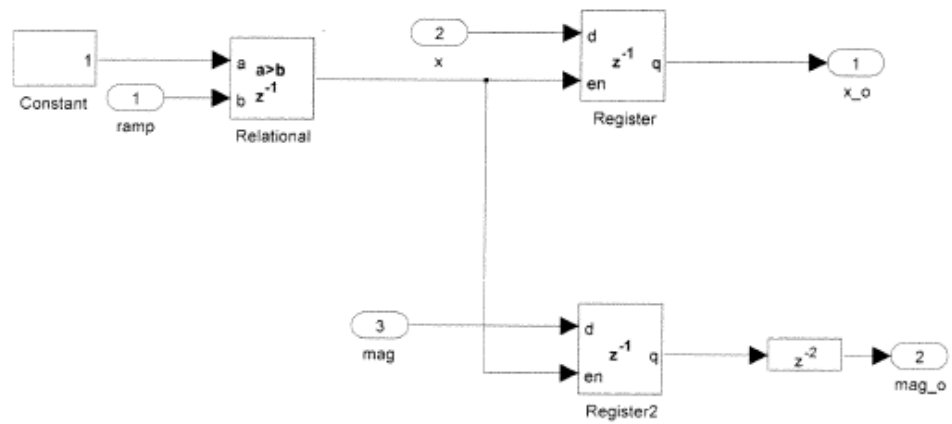 1
Constant
1
ramp
a
a>b
b
z⁻¹
Relational
2
x
d
z⁻¹
q
en
Register
1
x_o
3
mag
d
z⁻¹
q
en
Register2
z⁻²
2
mag_o